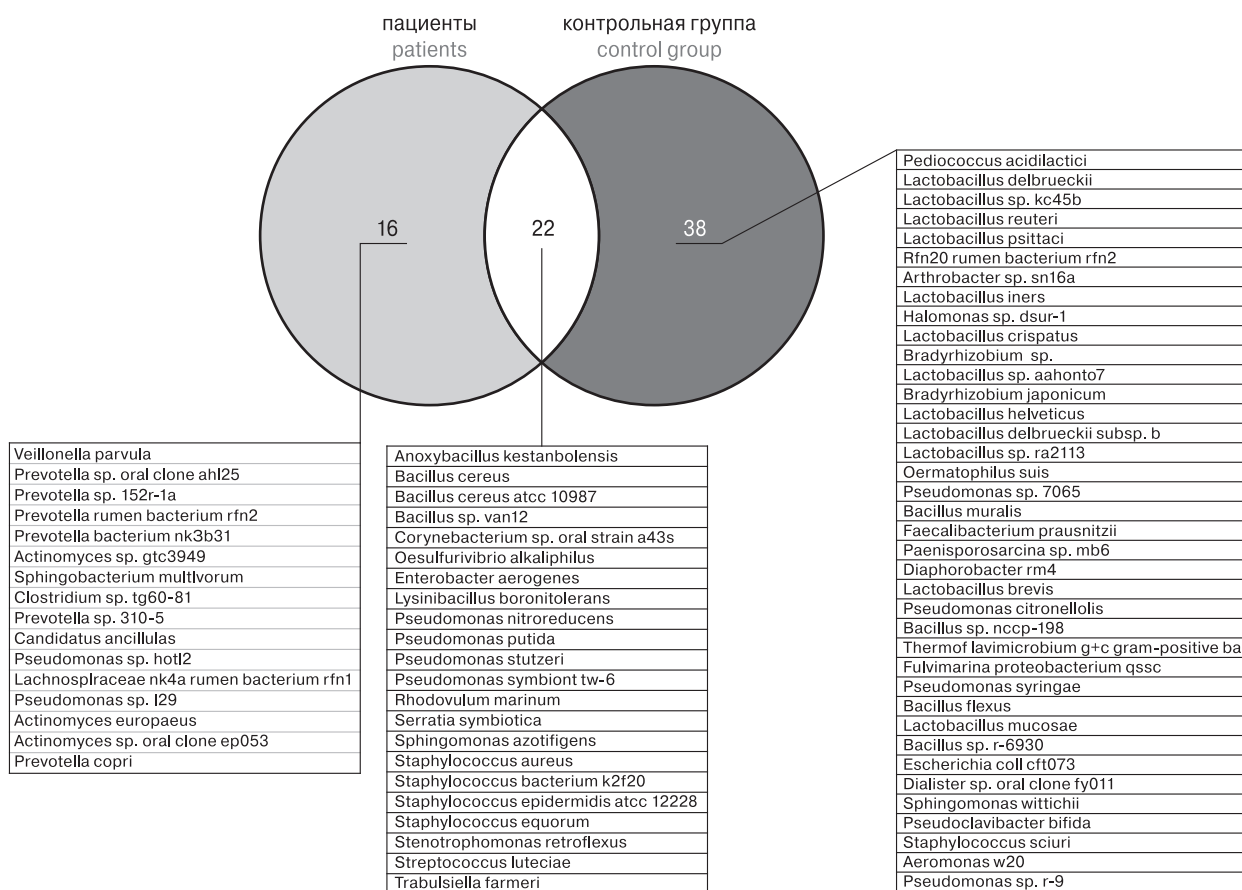 пациенты
patients
контрольная группа
control group
16
22
38
Veillonella parvula
Prevotella sp. oral clone ahl25
Prevotella sp. 152r-1a
Prevotella rumen bacterium rfn2
Prevotella bacterium nk3b31
Actinomyces sp. gtc3949
Sphingobacterium multlvorum
Clostridium sp. tg60-81
Prevotella sp. 310-5
Candidatus ancillulas
Pseudomonas sp. hotl2
Lachnosplraceae nk4a rumen bacterium rfn1
Pseudomonas sp. l29
Actinomyces europaeus
Actinomyces sp. oral clone ep053
Prevotella copri
Anoxybacillus kestanbolensis
Bacillus cereus
Bacillus cereus atcc 10987
Bacillus sp. van12
Corynebacterium sp. oral strain a43s
Oesulfurivibrio alkaliphilus
Enterobacter aerogenes
Lysinibacillus boronitolerans
Pseudomonas nitroreducens
Pseudomonas putida
Pseudomonas stutzeri
Pseudomonas symbiont tw-6
Rhodovulum marinum
Serratia symbiotica
Sphingomonas azotifigens
Staphylococcus aureus
Staphylococcus bacterium k2f20
Staphylococcus epidermidis atcc 12228
Staphylococcus equorum
Stenotrophomonas retroflexus
Streptococcus luteciae
Trabulsiella farmeri
Pediococcus acidilactici
Lactobacillus delbrueckii
Lactobacillus sp. kc45b
Lactobacillus reuteri
Lactobacillus psittaci
Rfn20 rumen bacterium rfn2
Arthrobacter sp. sn16a
Lactobacillus iners
Halomonas sp. dsur-1
Lactobacillus crispatus
Bradyrhizobium sp.
Lactobacillus sp. aahonto7
Bradyrhizobium japonicum
Lactobacillus helveticus
Lactobacillus delbrueckii subsp. b
Lactobacillus sp. ra2113
Oermatophilus suis
Pseudomonas sp. 7065
Bacillus muralis
Faecalibacterium prausnitzii
Paenisporosarcina sp. mb6
Diaphorobacter rm4
Lactobacillus brevis
Pseudomonas citronellolis
Bacillus sp. nccp-198
Thermof lavimicrobium g+c gram-positive ba
Fulvimarina proteobacterium qssc
Pseudomonas syringae
Bacillus flexus
Lactobacillus mucosae
Bacillus sp. r-6930
Escherichia coll cft073
Dialister sp. oral clone fy011
Sphingomonas wittichii
Pseudoclavibacter bifida
Staphylococcus sciuri
Aeromonas w20
Pseudomonas sp. r-9